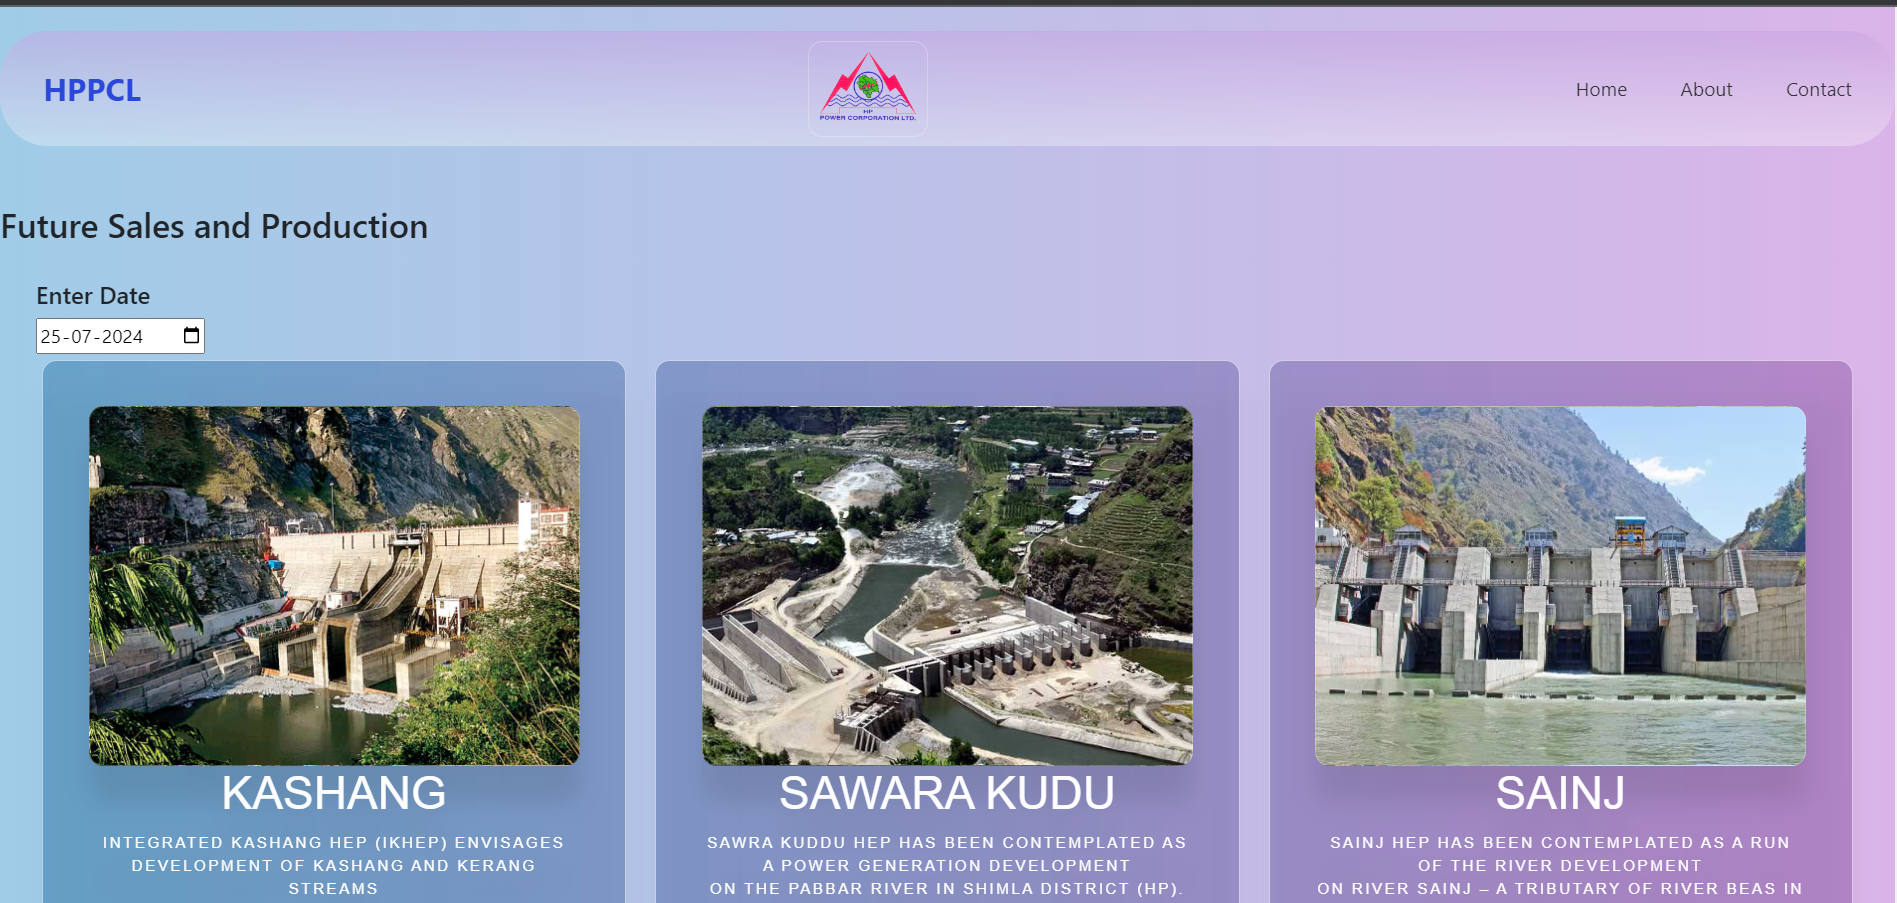 HPPCL
HP
POWER CORPORATION LTD.
Home
About
Contact
Future Sales and Production
Enter Date
25-07-2024
KASHANG
INTEGRATED KASHANG HEP (IKHEP) ENVISAGES
DEVELOPMENT OF KASHANG AND KERANG
STREAMS
SAWARA KUDU
SAWRA KUDDU HEP HAS BEEN CONTEMPLATED AS
A POWER GENERATION DEVELOPMENT
ON THE PABBAR RIVER IN SHIMLA DISTRICT (HP).
SAINJ
SAINJ HEP HAS BEEN CONTEMPLATED AS A RUN
OF THE RIVER DEVELOPMENT
ON RIVER SAINJ – A TRIBUTARY OF RIVER BEAS IN